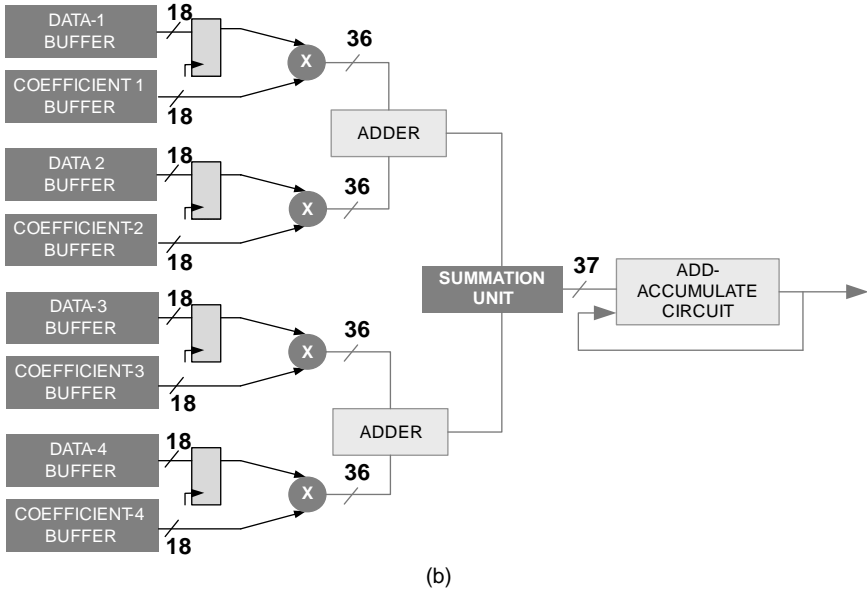 DATA-1
BUFFER
18
COEFFICIENT 1
BUFFER
18
X
36
ADDER
DATA 2
BUFFER
18
COEFFICIENT-2
BUFFER
18
X
36
SUMMATION
UNIT
37
ADD-
ACCUMULATE
CIRCUIT
DATA-3
BUFFER
18
COEFFICIENT-3
BUFFER
18
X
36
ADDER
DATA-4
BUFFER
18
COEFFICIENT-4
BUFFER
18
X
36
(b)